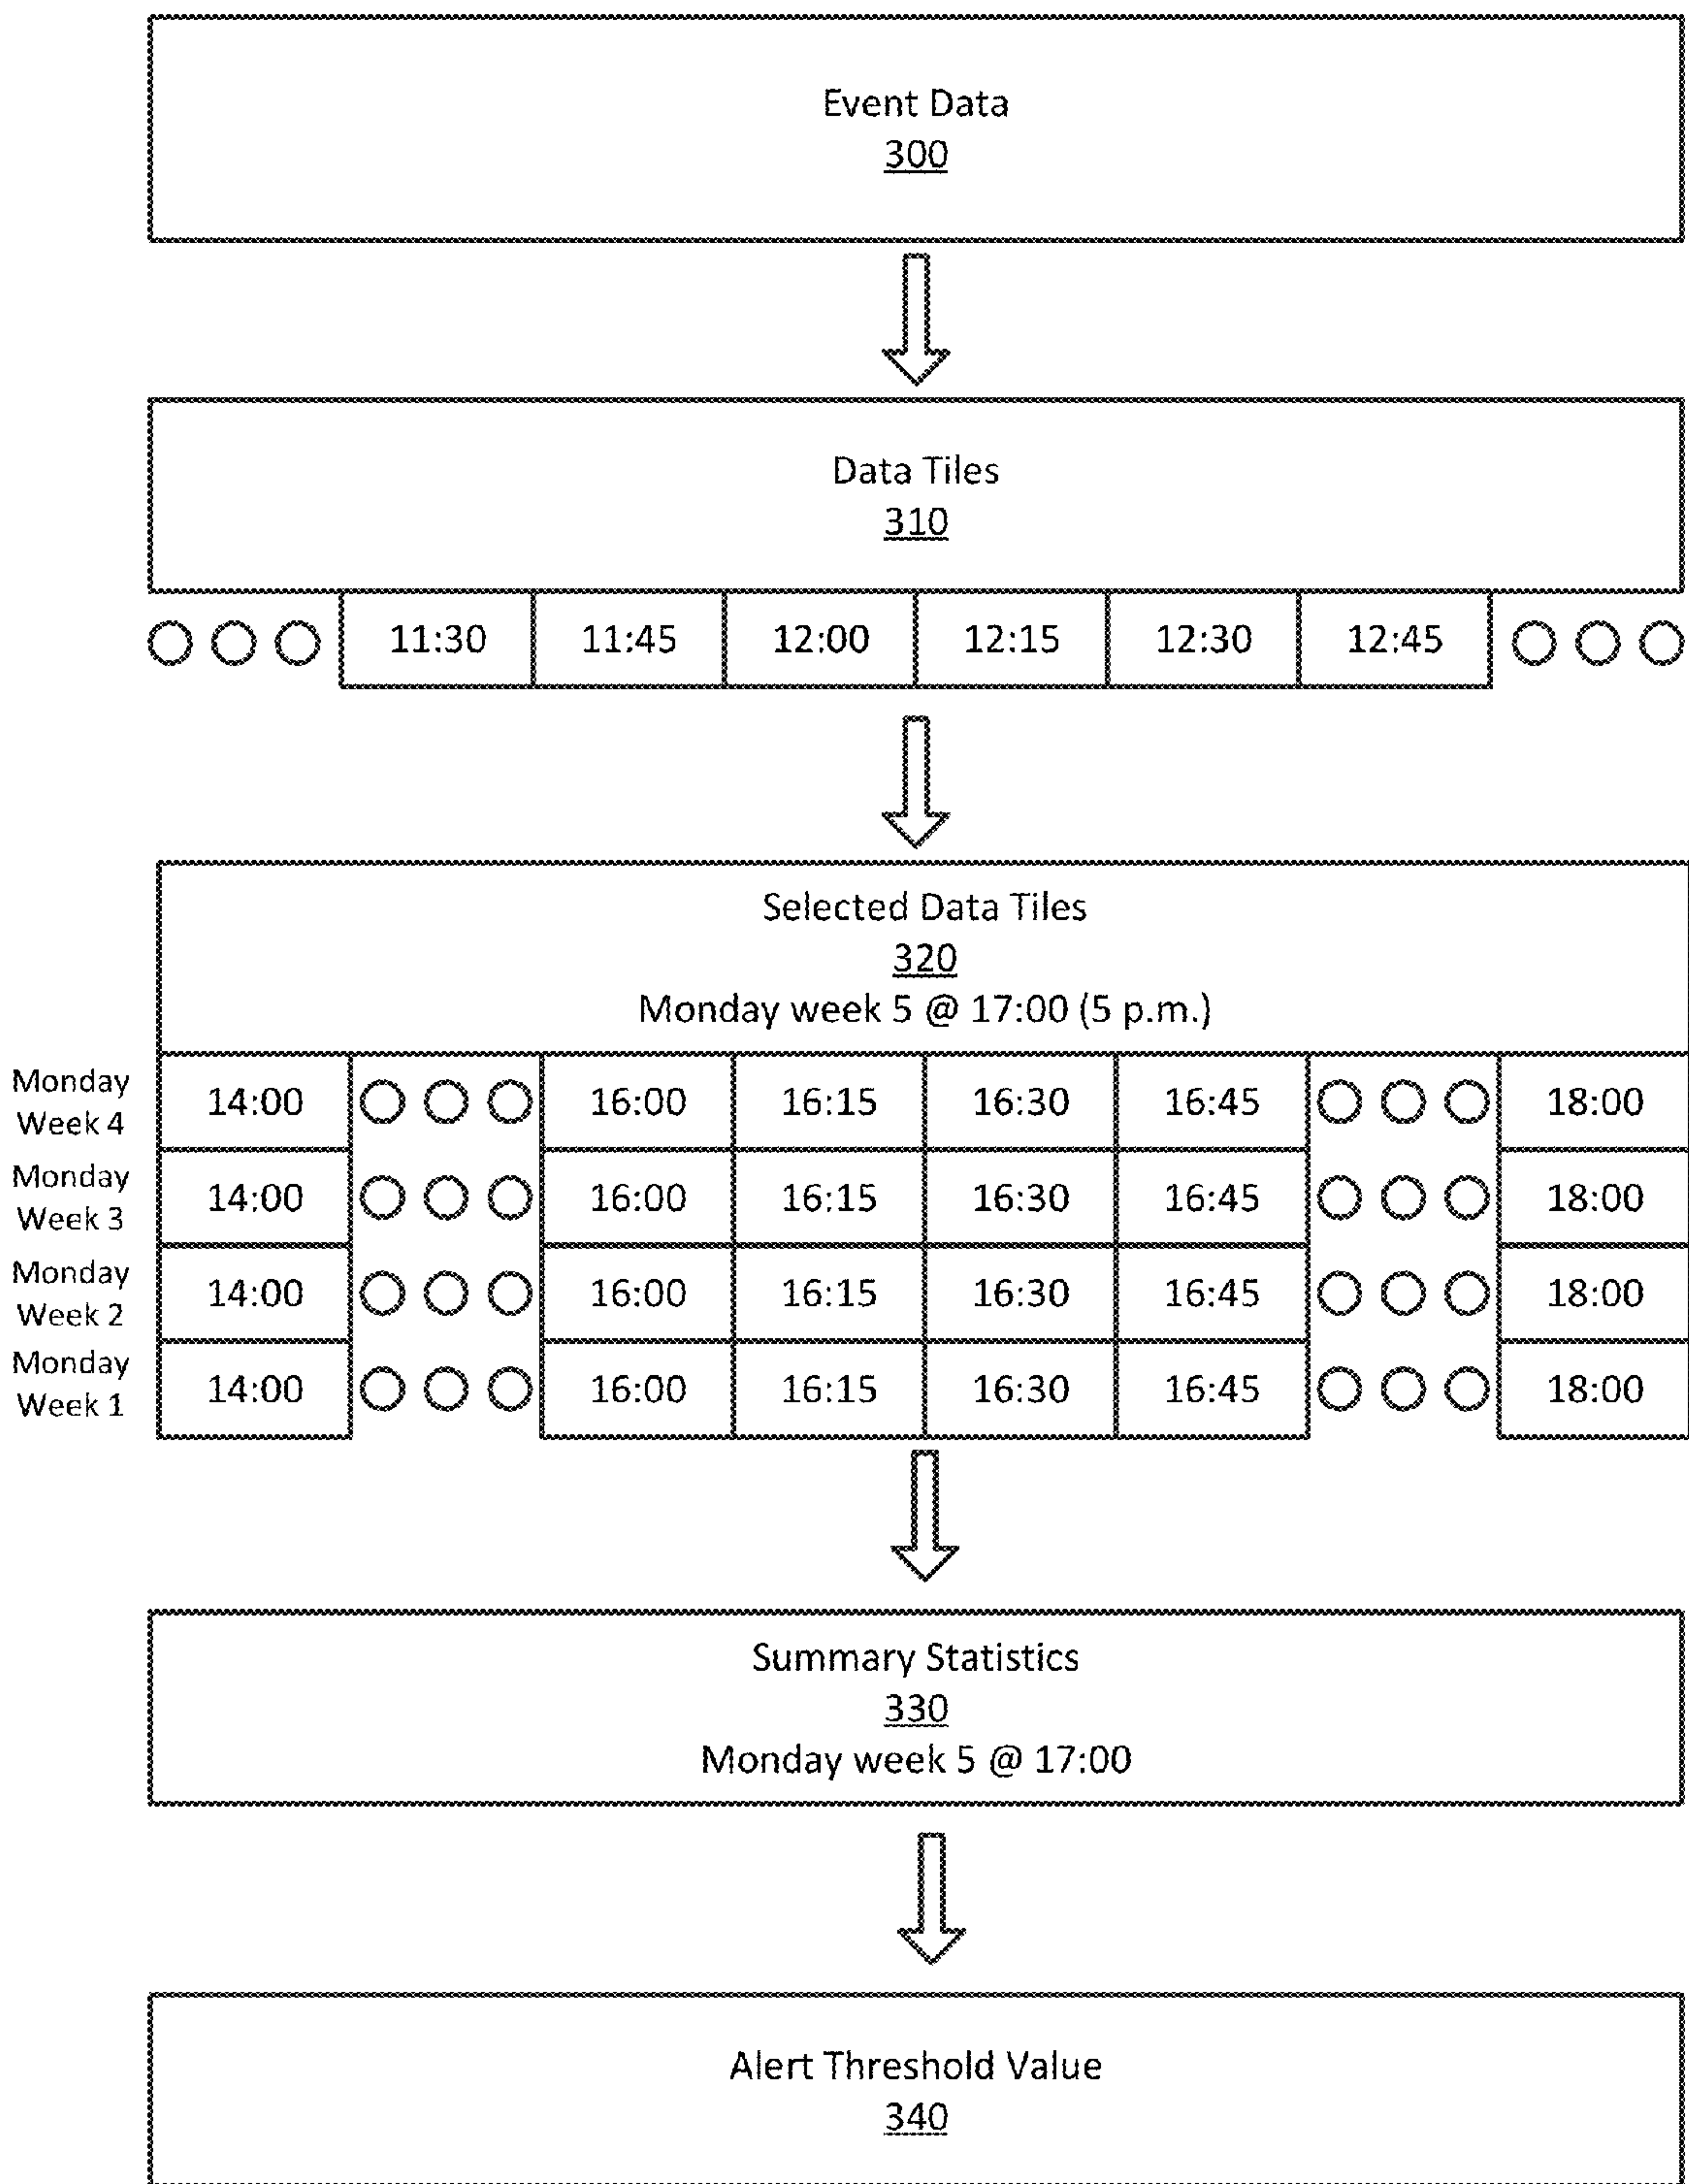 Event Data
300
Data Tiles
310
11:30 11:45 12:00 12:15 12:30 12:45
Selected Data Tiles
320
Monday week 5 @ 17:00 (5 p.m.)
Monday
Week 4
14:00 16:00 16:15 16:30 16:45 18:00
Monday
Week 3
14:00 16:00 16:15 16:30 16:45 18:00
Monday
Week 2
14:00 16:00 16:15 16:30 16:45 18:00
Monday
Week 1
14:00 16:00 16:15 16:30 16:45 18:00
Summary Statistics
330
Monday week 5 @ 17:00
Alert Threshold Value
340